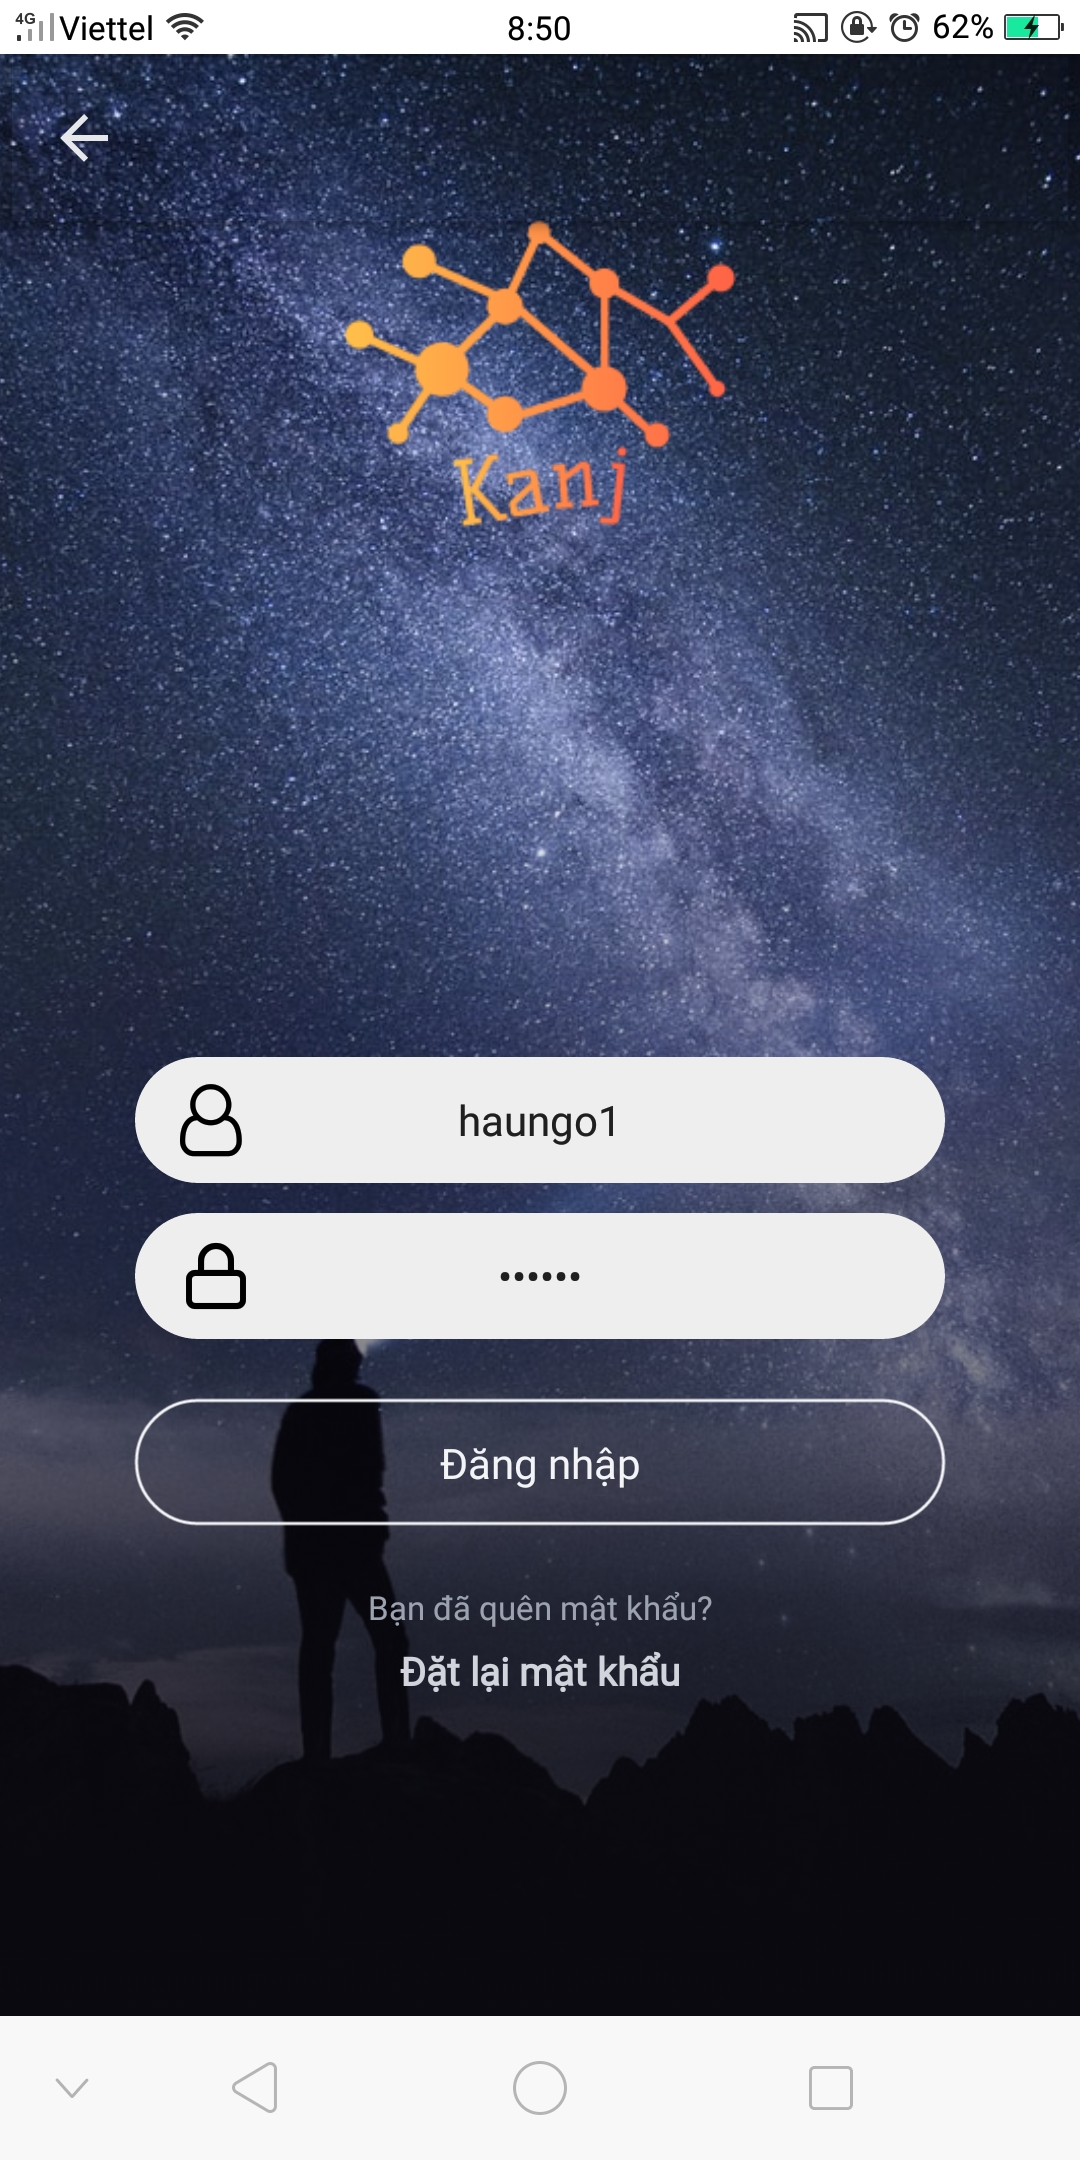 4G Viettel 8:50 62%
Kanj
haungo1
••••••
Đăng nhập
Bạn đã quên mật khẩu?
Đặt lại mật khẩu